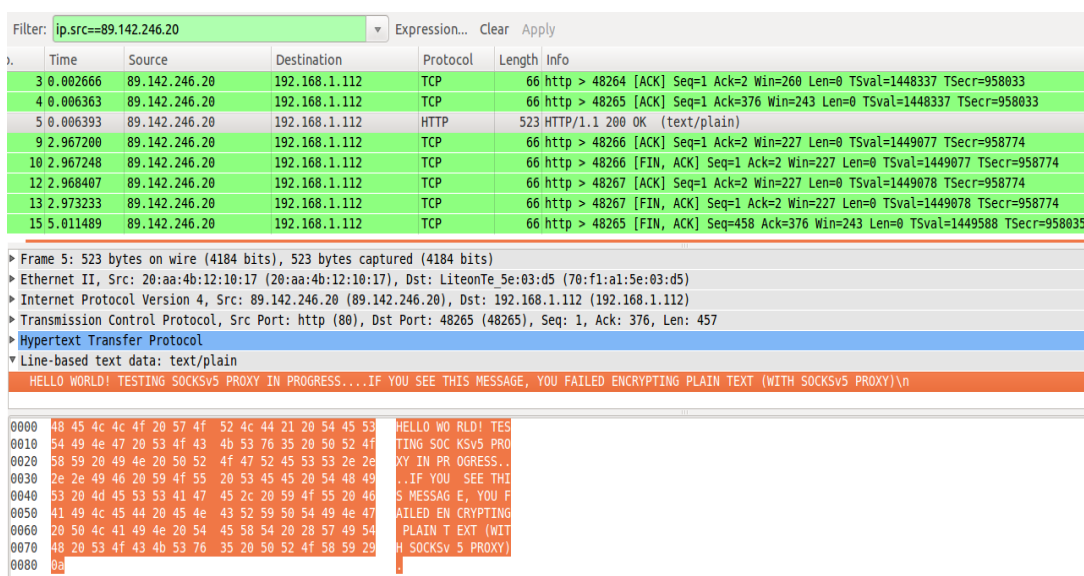 Filter: ip.src==89.142.246.20 Expression... Clear Apply
o. Time Source Destination Protocol Length Info
3 0.002666 89.142.246.20 192.168.1.112 TCP 66 http > 48264 [ACK] Seq=1 Ack=2 Win=260 Len=0 TSval=1448337 TSecr=958033
4 0.006363 89.142.246.20 192.168.1.112 TCP 66 http > 48265 [ACK] Seq=1 Ack=376 Win=243 Len=0 TSval=1448337 TSecr=958033
5 0.006393 89.142.246.20 192.168.1.112 HTTP 523 HTTP/1.1 200 OK (text/plain)
9 2.967200 89.142.246.20 192.168.1.112 TCP 66 http > 48266 [ACK] Seq=1 Ack=2 Win=227 Len=0 TSval=1449077 TSecr=958774
10 2.967248 89.142.246.20 192.168.1.112 TCP 66 http > 48266 [FIN, ACK] Seq=1 Ack=2 Win=227 Len=0 TSval=1449077 TSecr=958774
12 2.968407 89.142.246.20 192.168.1.112 TCP 66 http > 48267 [ACK] Seq=1 Ack=2 Win=227 Len=0 TSval=1449078 TSecr=958774
13 2.973233 89.142.246.20 192.168.1.112 TCP 66 http > 48267 [FIN, ACK] Seq=1 Ack=2 Win=227 Len=0 TSval=1449078 TSecr=958774
15 5.011489 89.142.246.20 192.168.1.112 TCP 66 http > 48265 [FIN, ACK] Seq=458 Ack=376 Win=243 Len=0 TSval=1449588 TSecr=958035
Frame 5: 523 bytes on wire (4184 bits), 523 bytes captured (4184 bits)
Ethernet II, Src: 20:aa:4b:12:10:17 (20:aa:4b:12:10:17), Dst: LiteonTe_5e:03:d5 (70:f1:a1:5e:03:d5)
Internet Protocol Version 4, Src: 89.142.246.20 (89.142.246.20), Dst: 192.168.1.112 (192.168.1.112)
Transmission Control Protocol, Src Port: http (80), Dst Port: 48265 (48265), Seq: 1, Ack: 376, Len: 457
Hypertext Transfer Protocol
Line-based text data: text/plain
HELLO WORLD! TESTING SOCKSv5 PROXY IN PROGRESS....IF YOU SEE THIS MESSAGE, YOU FAILED ENCRYPTING PLAIN TEXT (WITH SOCKSv5 PROXY)\n
0000 48 45 4c 4c 4f 20 57 4f 52 4c 44 21 20 54 45 53 HELLO WO RLD! TES
0010 54 49 4e 47 20 53 4f 43 4b 53 76 35 20 50 52 4f TING SOC KSv5 PRO
0020 58 59 20 49 4e 20 50 52 4f 47 52 45 53 53 2e 2e XY IN PR OGRESS..
0030 2e 2e 49 46 20 59 4f 55 20 53 45 45 20 54 48 49 ..IF YOU SEE THI
0040 53 20 4d 45 53 53 41 47 45 2c 20 59 4f 55 20 46 S MESSAG E, YOU F
0050 41 49 4c 45 44 20 45 4e 43 52 59 50 54 49 4e 47 AILED EN CRYPTING
0060 20 50 4c 41 49 4e 20 54 45 58 54 20 28 57 49 54 PLAIN T EXT (WIT
0070 48 20 53 4f 43 4b 53 76 35 20 50 52 4f 58 59 29 H SOCKSv 5 PROXY)
0080 0a .